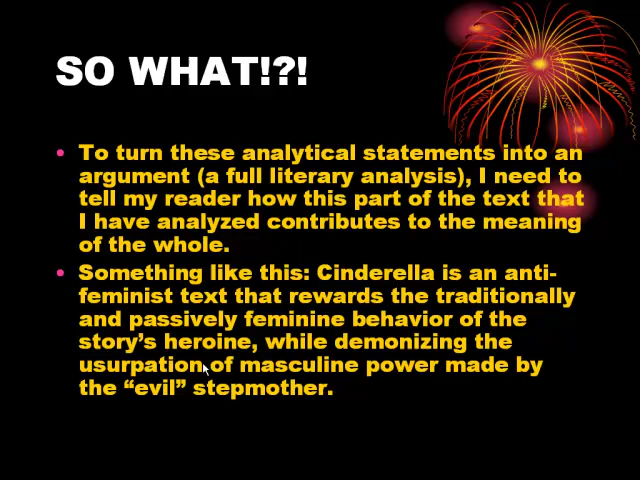 SO WHAT!?!
• To turn these analytical statements into an
argument (a full literary analysis), I need to
tell my reader how this part of the text that
I have analyzed contributes to the meaning
of the whole.
• Something like this: Cinderella is an anti-
feminist text that rewards the traditionally
and passively feminine behavior of the
story's heroine, while demonizing the
usurpation of masculine power made by
the “evil” stepmother.